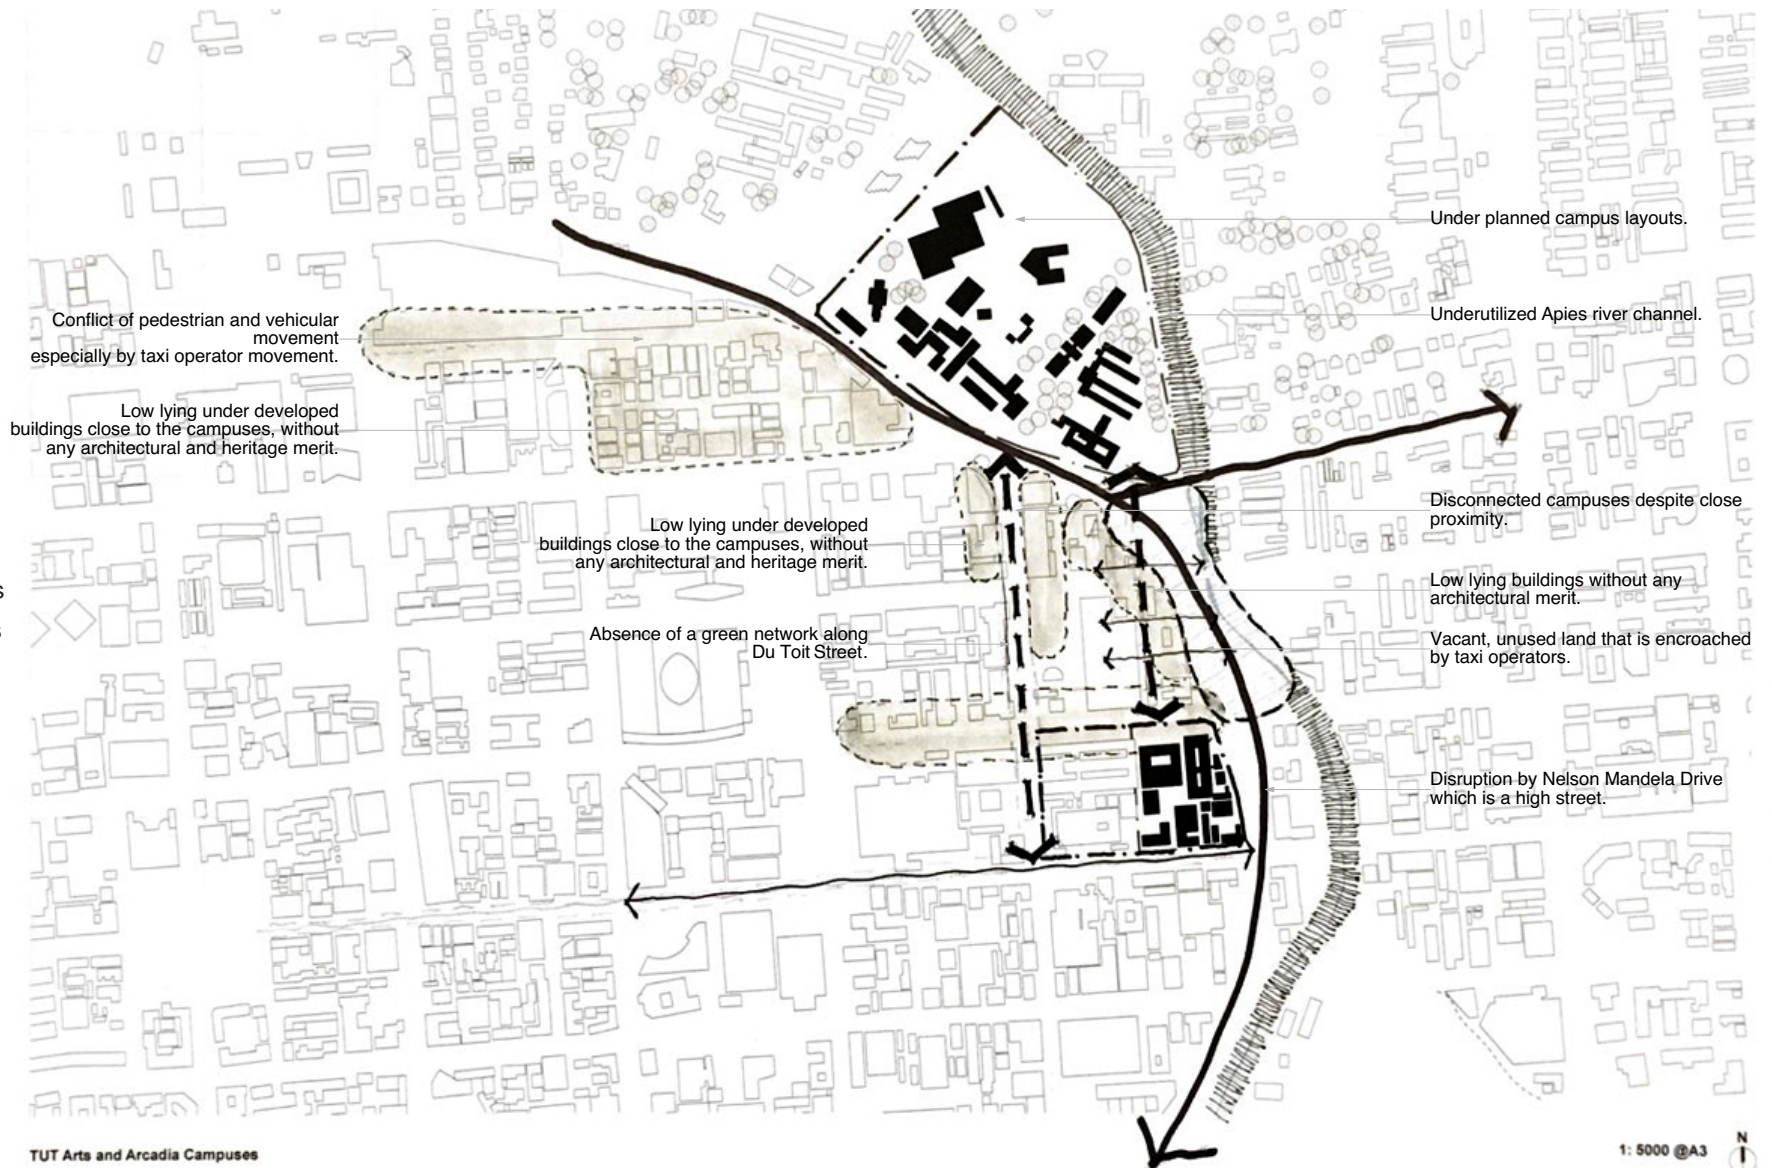 Under planned campus layouts.
Conflict of pedestrian and vehicular
movement
especially by taxi operator movement.
Underutilized Apies river channel.
Low lying under developed
buildings close to the campuses, without
any architectural and heritage merit.
Disconnected campuses despite close
proximity.
Low lying under developed
buildings close to the campuses, without
any architectural and heritage merit.
Low lying buildings without any
architectural merit.
Absence of a green network along
Du Toit Street.
Vacant, unused land that is encroached
by taxi operators.
Disruption by Nelson Mandela Drive
which is a high street.
TUT Arts and Arcadia Campuses
1: 5000 @A3
N